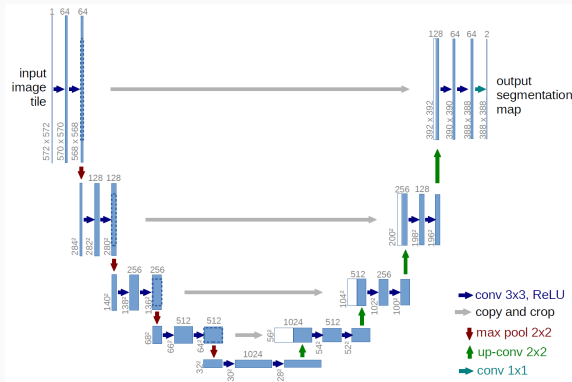 1 64 64
input
image
tile
572 x 572
570 x 570
568 x 568
128 64 64 2
output
segmentation
map
392 x 392
390 x 390
388 x 388
388 x 388
128 128
284²
282²
280²
256 128
200²
198²
196²
256 256
140²
138²
136²
512 256
104²
102²
100²
512 512
68²
66²
64²
1024 512
56²
54²
52²
1024
32²
30²
28²
conv 3x3, ReLU
copy and crop
max pool 2x2
up-conv 2x2
conv 1x1